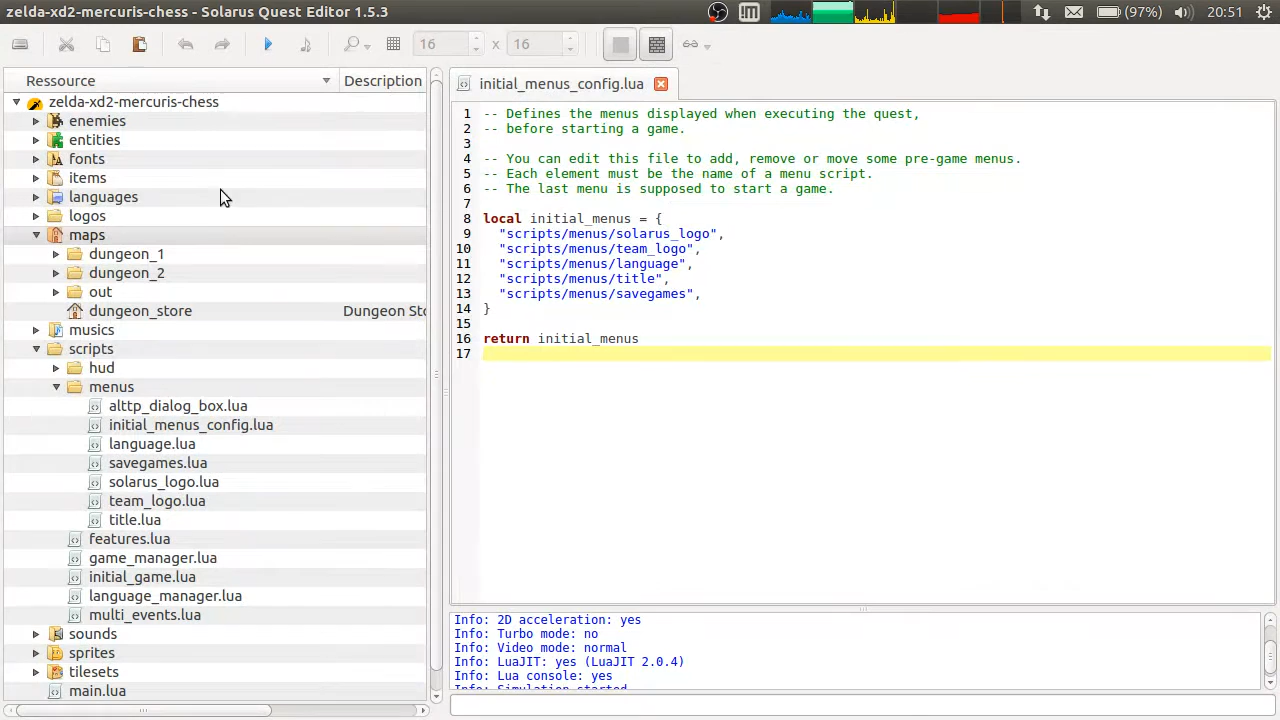 zelda-xd2-mercuris-chess - Solarus Quest Editor 1.5.3
(97%)
20:51
16 x 16
Ressource
Description
zelda-xd2-mercuris-chess
enemies
entities
fonts
items
languages
logos
maps
dungeon_1
dungeon_2
out
dungeon_store
Dungeon Sto
musics
scripts
hud
menus
alttp_dialog_box.lua
initial_menus_config.lua
language.lua
savegames.lua
solarus_logo.lua
team_logo.lua
title.lua
features.lua
game_manager.lua
initial_game.lua
language_manager.lua
multi_events.lua
sounds
sprites
tilesets
main.lua
initial_menus_config.lua
1 -- Defines the menus displayed when executing the quest,
2 -- before starting a game.
3
4 -- You can edit this file to add, remove or move some pre-game menus.
5 -- Each element must be the name of a menu script.
6 -- The last menu is supposed to start a game.
7
8 local initial_menus = {
9 "scripts/menus/solarus_logo",
10 "scripts/menus/team_logo",
11 "scripts/menus/language",
12 "scripts/menus/title",
13 "scripts/menus/savegames",
14 }
15
16 return initial_menus
17
Info: 2D acceleration: yes
Info: Turbo mode: no
Info: Video mode: normal
Info: LuaJIT: yes (LuaJIT 2.0.4)
Info: Lua console: yes
Info: Simulation started